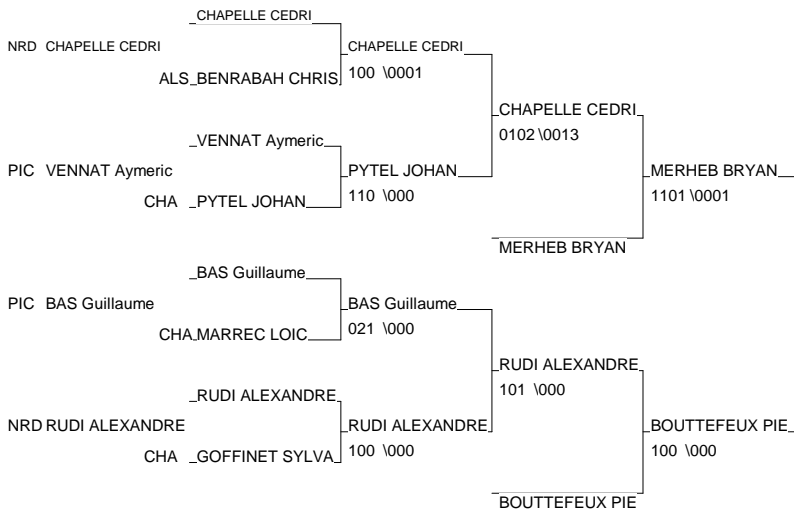 CHAPELLE CEDRI
NRD CHAPELLE CEDRI CHAPELLE CEDRI
ALS BENRABAH CHRIS 100 \0001
CHAPELLE CEDRI
0102 \0013
VENNAT Aymeric
PIC VENNAT Aymeric PYTEL JOHAN MERHEB BRYAN
CHA PYTEL JOHAN 110 \000 1101 \0001
MERHEB BRYAN
BAS Guillaume
PIC BAS Guillaume BAS Guillaume
CHA MARREC LOIC 021 \000
RUDI ALEXANDRE
101 \000
RUDI ALEXANDRE
NRD RUDI ALEXANDRE RUDI ALEXANDRE BOUTTEFEUX PIE
CHA GOFFINET SYLVA 100 \000 100 \000
BOUTTEFEUX PIE